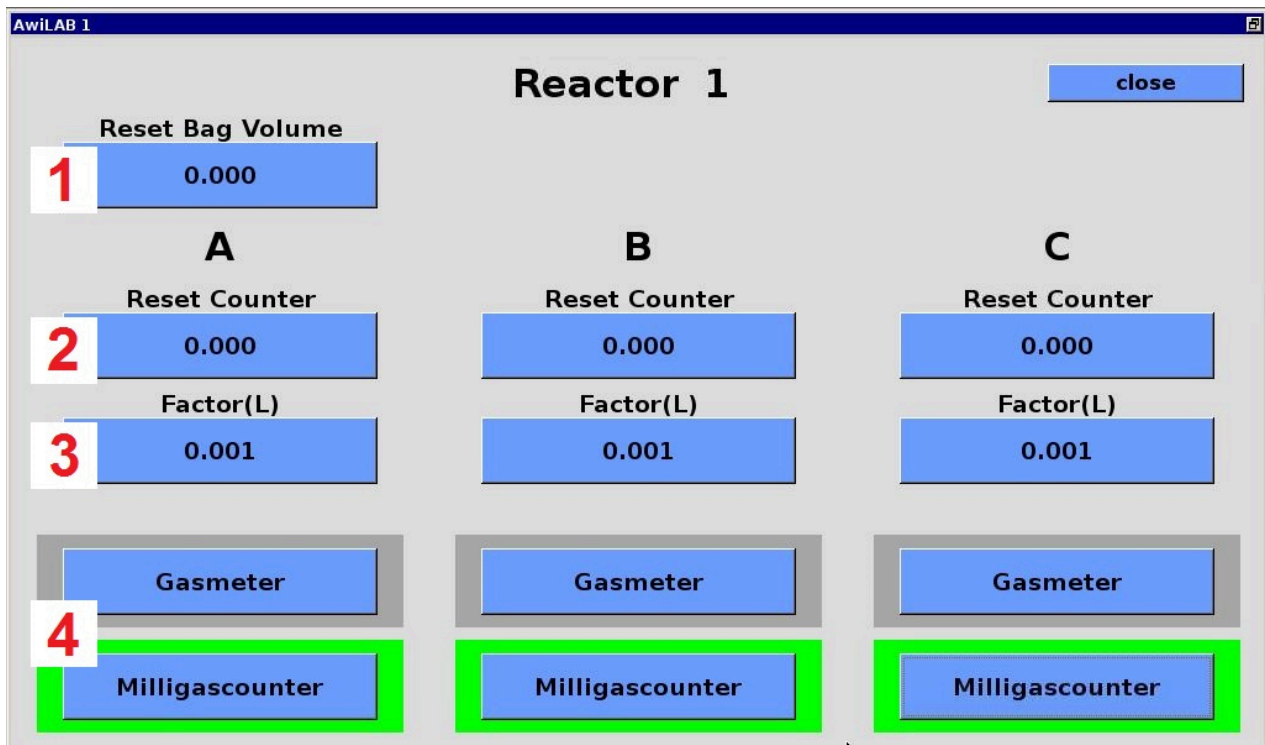 AwiLAB 1
Reactor 1
close
Reset Bag Volume
1
0.000
A
B
C
Reset Counter
Reset Counter
Reset Counter
2
0.000
0.000
0.000
Factor(L)
Factor(L)
Factor(L)
3
0.001
0.001
0.001
Gasmeter
Gasmeter
Gasmeter
4
Milligascounter
Milligascounter
Milligascounter